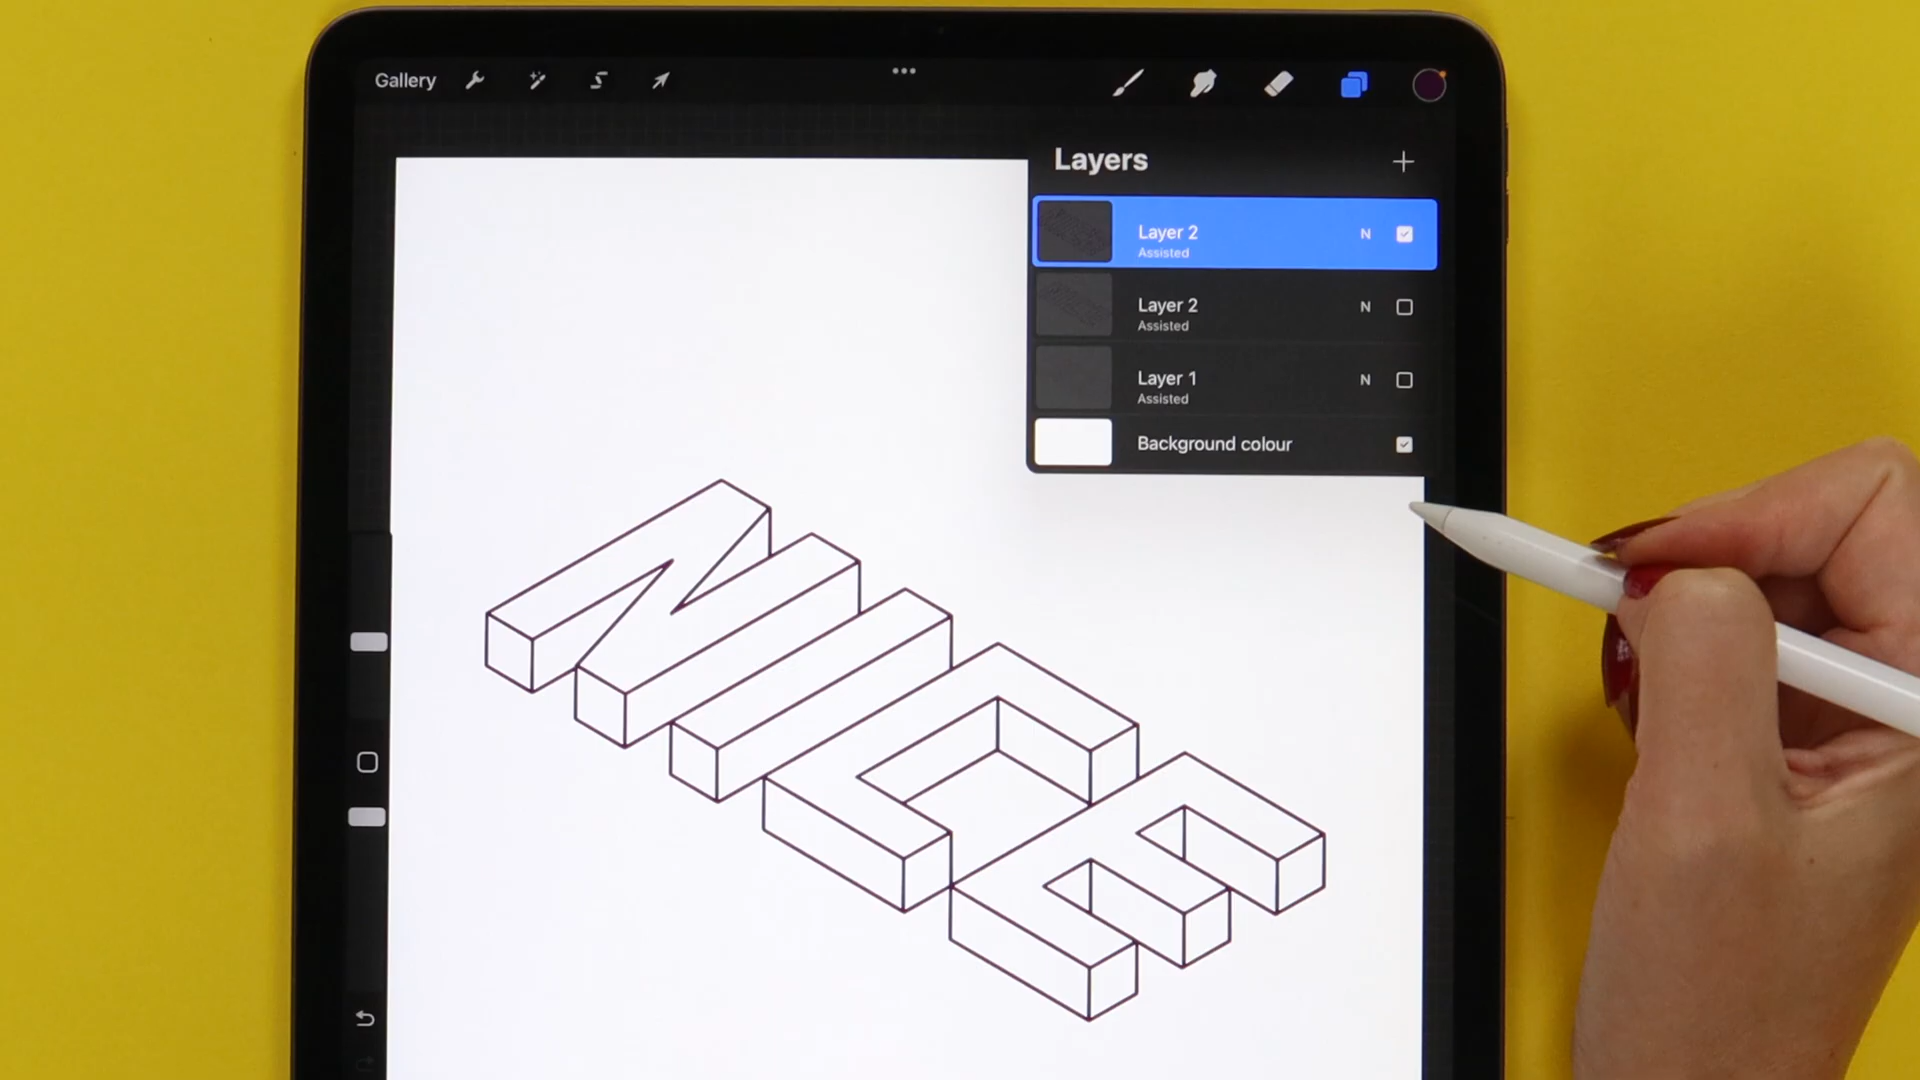 Gallery
Layers
Layer 2
N
Assisted
Layer 2
N
Assisted
Layer 1
N
Assisted
Background colour
NICE